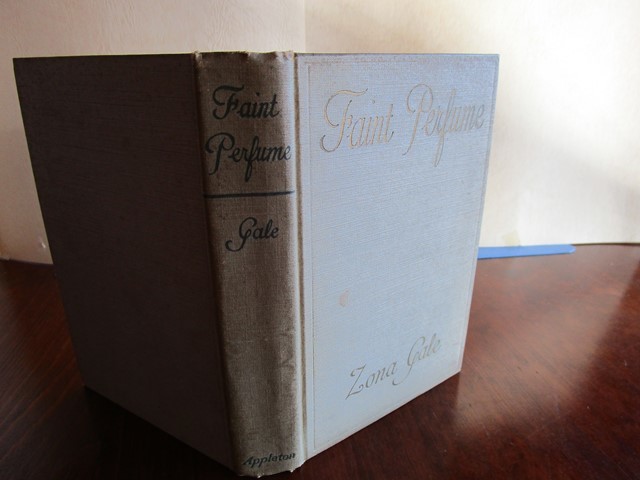 Faint
Perfume
Gale
Appleton
Faint Perfume
Zona Gale